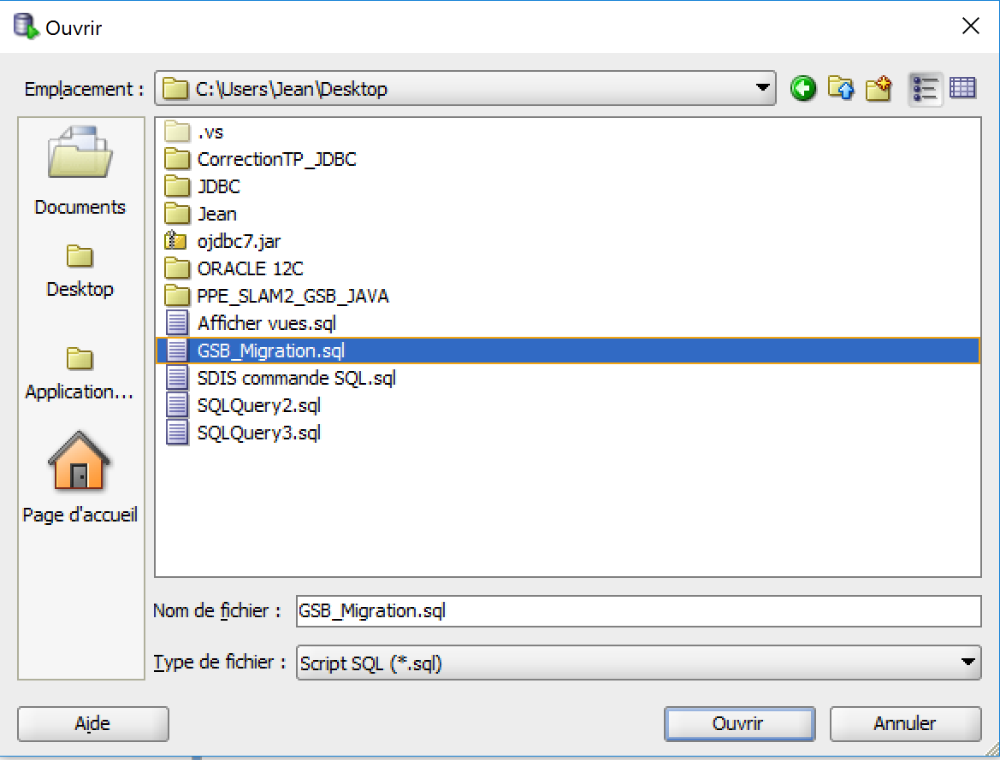 Ouvrir
Emplacement : C:\Users\Jean\Desktop
.vs
CorrectionTP_JDBC
JDBC
Jean
ojdbc7.jar
ORACLE 12C
PPE_SLAM2_GSB_JAVA
Afficher vues.sql
GSB_Migration.sql
SDIS commande SQL.sql
SQLQuery2.sql
SQLQuery3.sql
Documents
Desktop
Application...
Page d'accueil
Nom de fichier : GSB_Migration.sql
Type de fichier : Script SQL (*.sql)
Aide
Ouvrir
Annuler